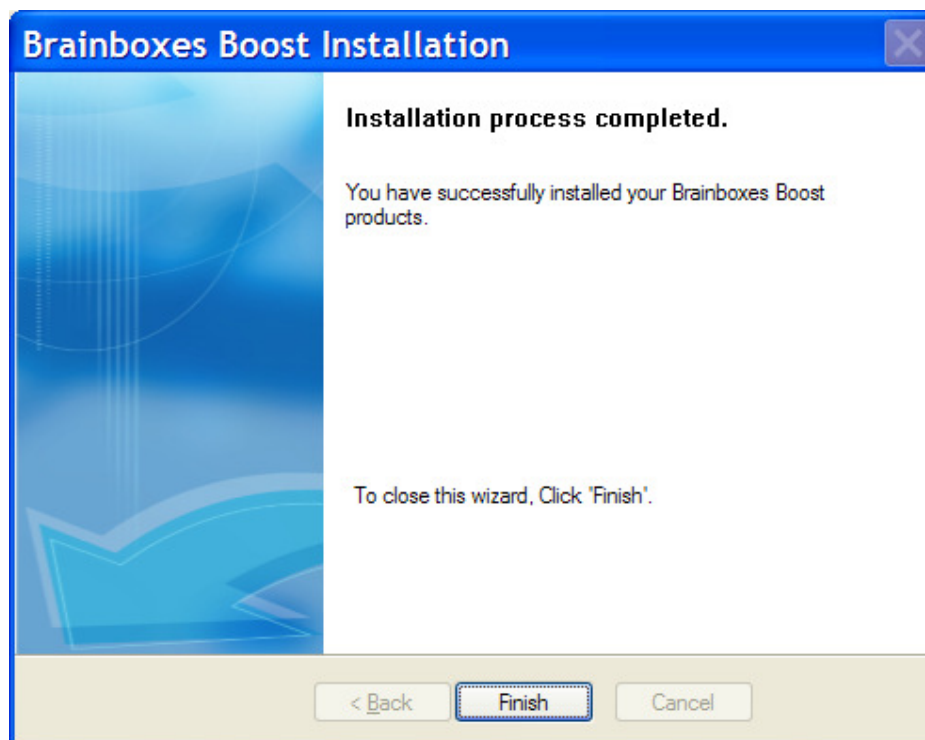 Brainboxes Boost Installation
Installation process completed.
You have successfully installed your Brainboxes Boost
products.
To close this wizard, Click 'Finish'.
< Back Finish Cancel